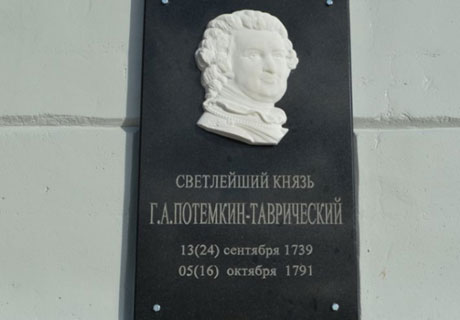 СВЕТЛЕЙШИЙ КНЯЗЬ
Г.А.ПОТЕМКИН-ТАВРИЧЕСКИЙ
13(24) сентября 1739
05(16) октября 1791